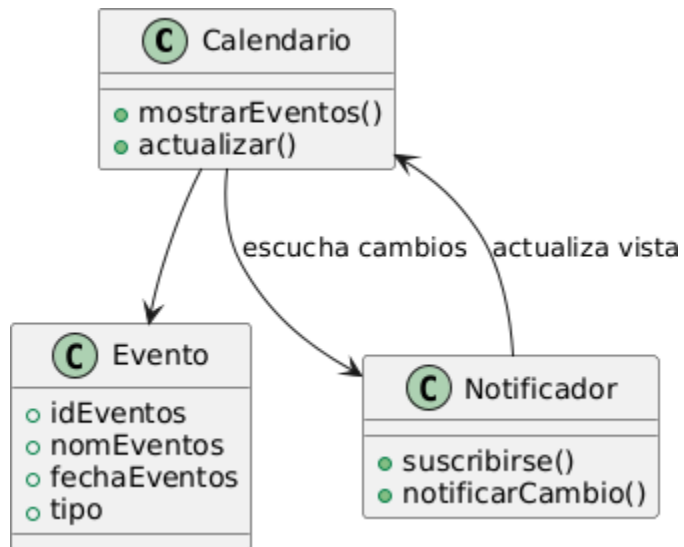 C Calendario
mostrarEventos()
actualizar()
escucha cambios
actualiza vista
C Evento
idEventos
nomEventos
fechaEventos
tipo
C Notificador
suscribirse()
notificarCambio()